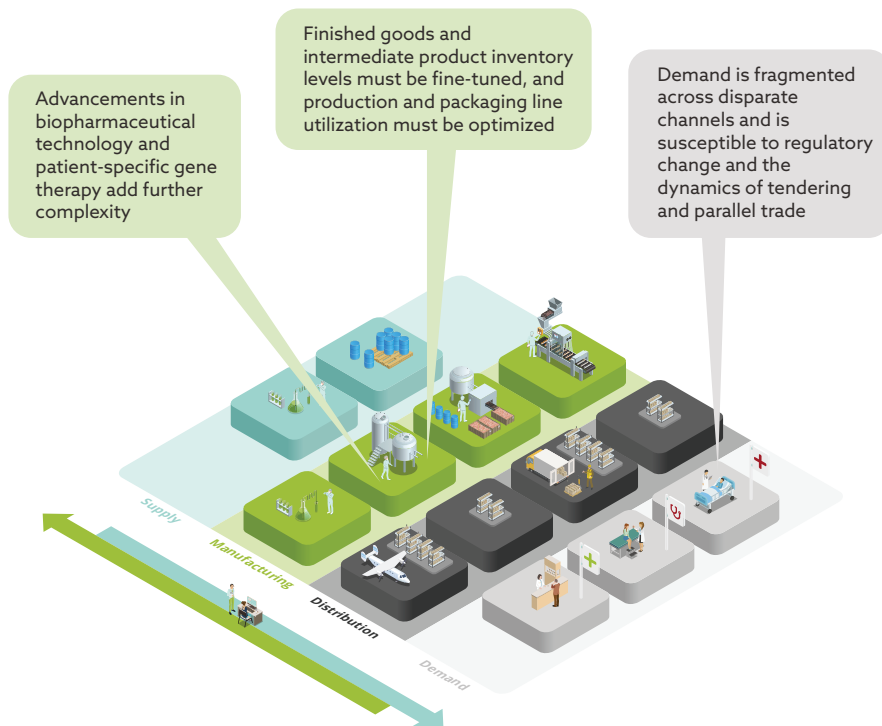 Finished goods and
intermediate product inventory
levels must be fine-tuned, and
production and packaging line
utilization must be optimized
Advancements in
biopharmaceutical
technology and
patient-specific gene
therapy add further
complexity
Demand is fragmented
across disparate
channels and is
susceptible to regulatory
change and the
dynamics of tendering
and parallel trade
Supply
Manufacturing
Distribution
Demand